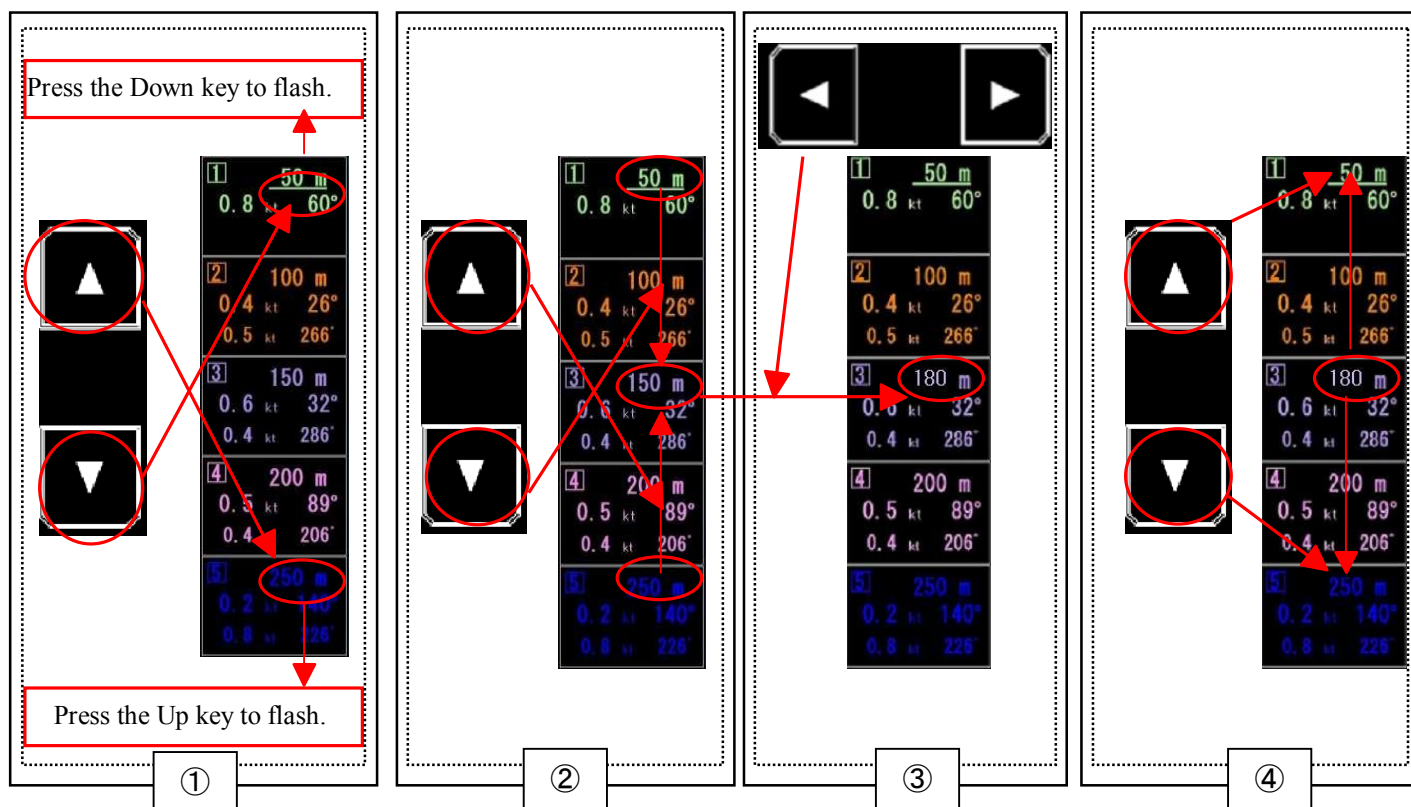 Press the Down key to flash.
1 50 m
0.8 kt 60°
2 100 m
0.4 kt 26°
0.5 kt 266°
3 150 m
0.6 kt 32°
0.4 kt 286°
4 200 m
0.5 kt 89°
0.4 206°
5 250 m
0.2 kt 140°
0.8 kt 226°
Press the Up key to flash.
①
1 50 m
0.8 kt 60°
2 100 m
0.4 kt 26°
0.5 kt 266°
3 150 m
0.6 kt 32°
0.4 kt 286°
4 200 m
0.5 kt 89°
0.4 kt 206°
5 250 m
0.2 kt 140°
0.8 kt 226°
②
1 50 m
0.8 kt 60°
2 100 m
0.4 kt 26°
0.5 kt 266°
3 180 m
0.6 kt 32°
0.4 kt 286°
4 200 m
0.5 kt 89°
0.4 kt 206°
5 250 m
0.2 kt 140°
0.8 kt 226°
③
1 50 m
0.8 kt 60°
2 100 m
0.4 kt 26°
0.5 kt 266°
3 180 m
0.6 kt 32°
0.4 kt 286°
4 200 m
0.5 kt 89°
0.4 kt 206°
5 250 m
0.2 kt 140°
0.8 kt 226°
④